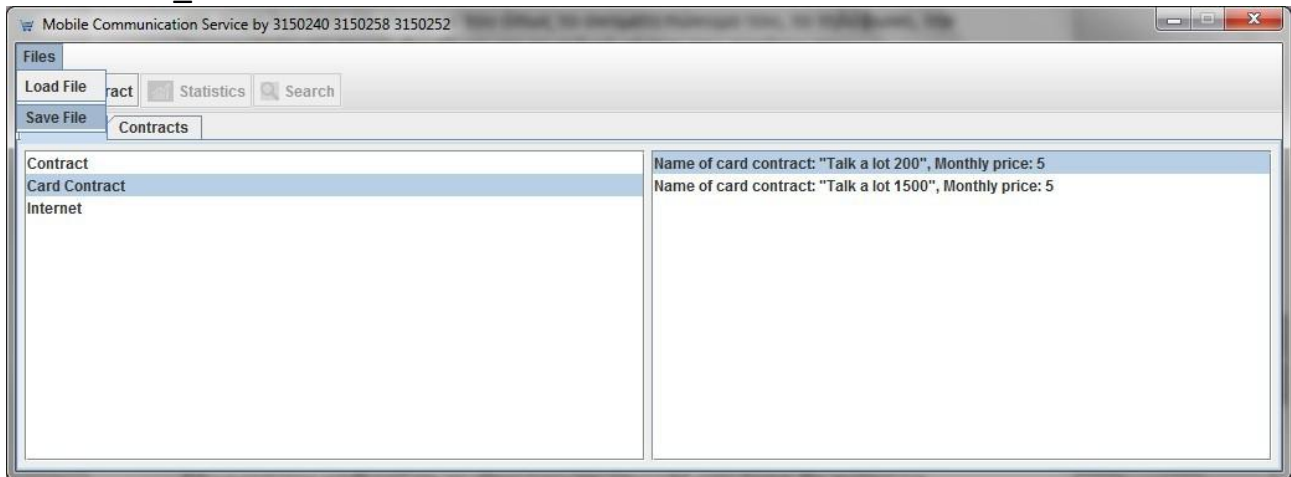 Mobile Communication Service by 3150240 3150258 3150252
Files
Load File
Save File
ract Statistics Search
Contracts
Contract
Card Contract
Internet
Name of card contract: "Talk a lot 200", Monthly price: 5
Name of card contract: "Talk a lot 1500", Monthly price: 5